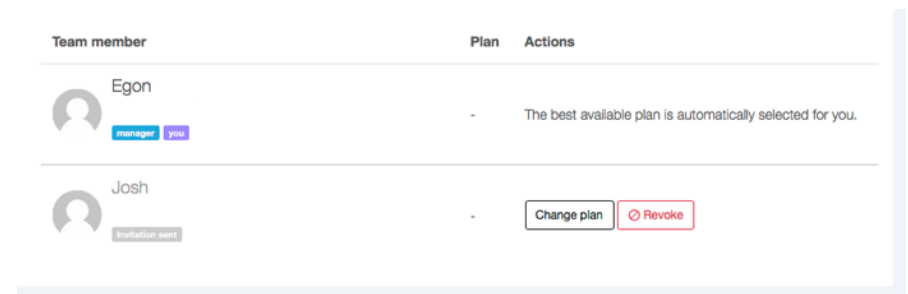 Team member Plan Actions
Egon
manager you
- The best available plan is automatically selected for you.
Josh
Invitation sent
- Change plan Revoke